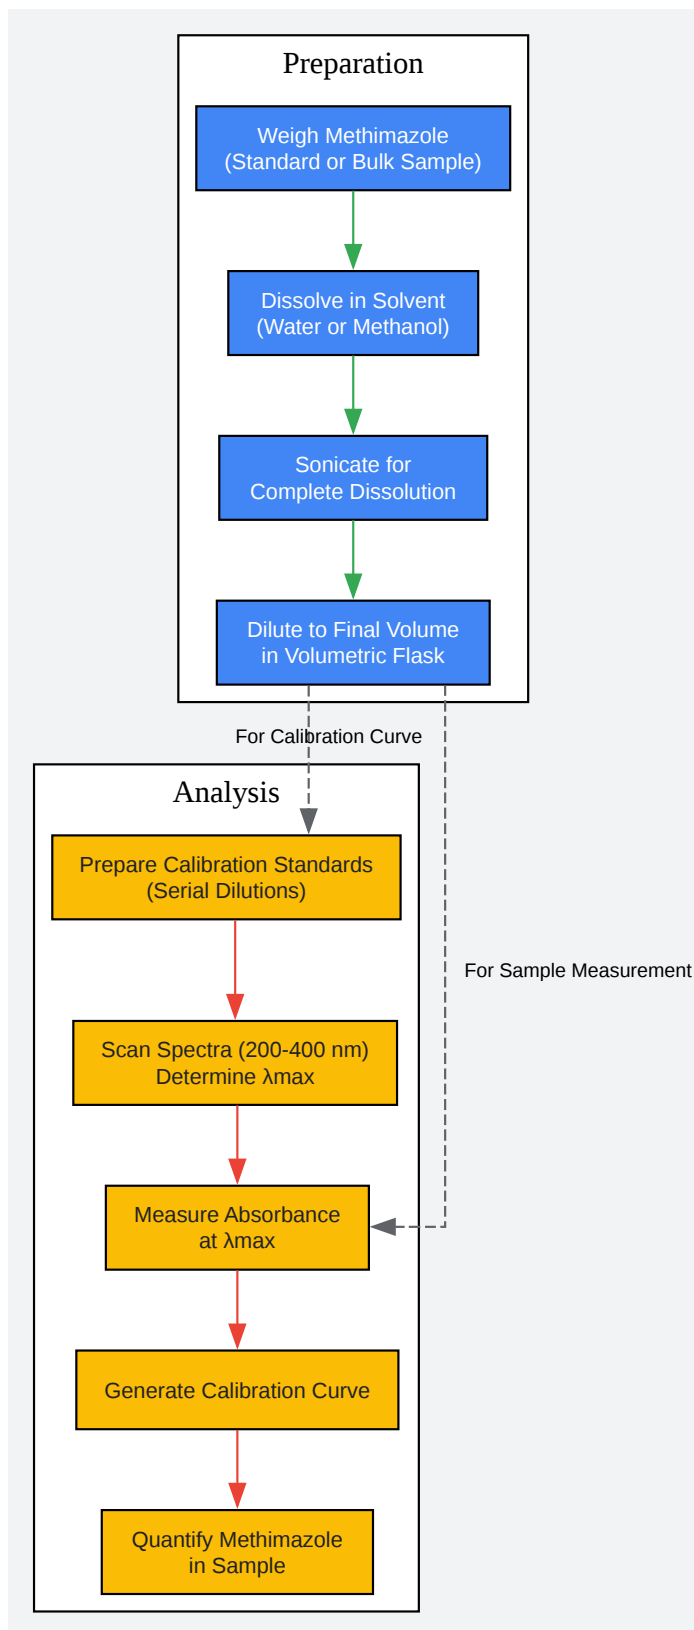 Preparation
Weigh Methimazole
(Standard or Bulk Sample)
Dissolve in Solvent
(Water or Methanol)
Sonicate for
Complete Dissolution
Dilute to Final Volume
in Volumetric Flask
For Calibration Curve
Analysis
Prepare Calibration Standards
(Serial Dilutions)
For Sample Measurement
Scan Spectra (200-400 nm)
Determine λmax
Measure Absorbance
at λmax
Generate Calibration Curve
Quantify Methimazole
in Sample